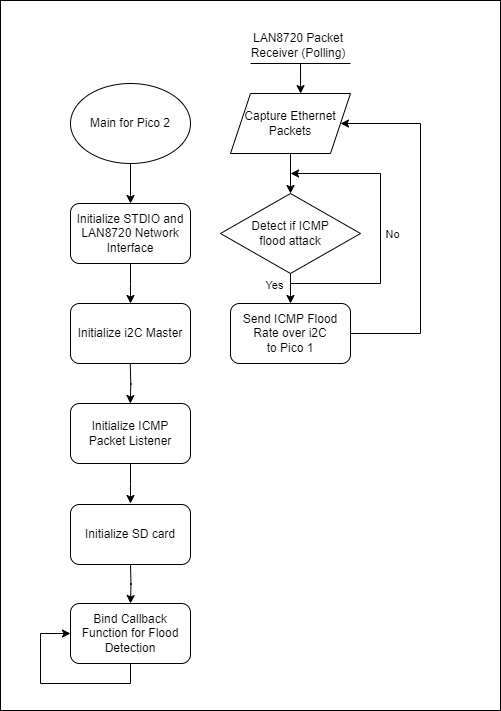 Main for Pico 2
Initialize STDIO and
LAN8720 Network
Interface
Initialize i2C Master
Initialize ICMP
Packet Listener
Initialize SD card
Bind Callback
Function for Flood
Detection
LAN8720 Packet
Receiver (Polling)
Capture Ethernet
Packets
Detect if ICMP
flood attack
No
Yes
Send ICMP Flood
Rate over i2C
to Pico 1